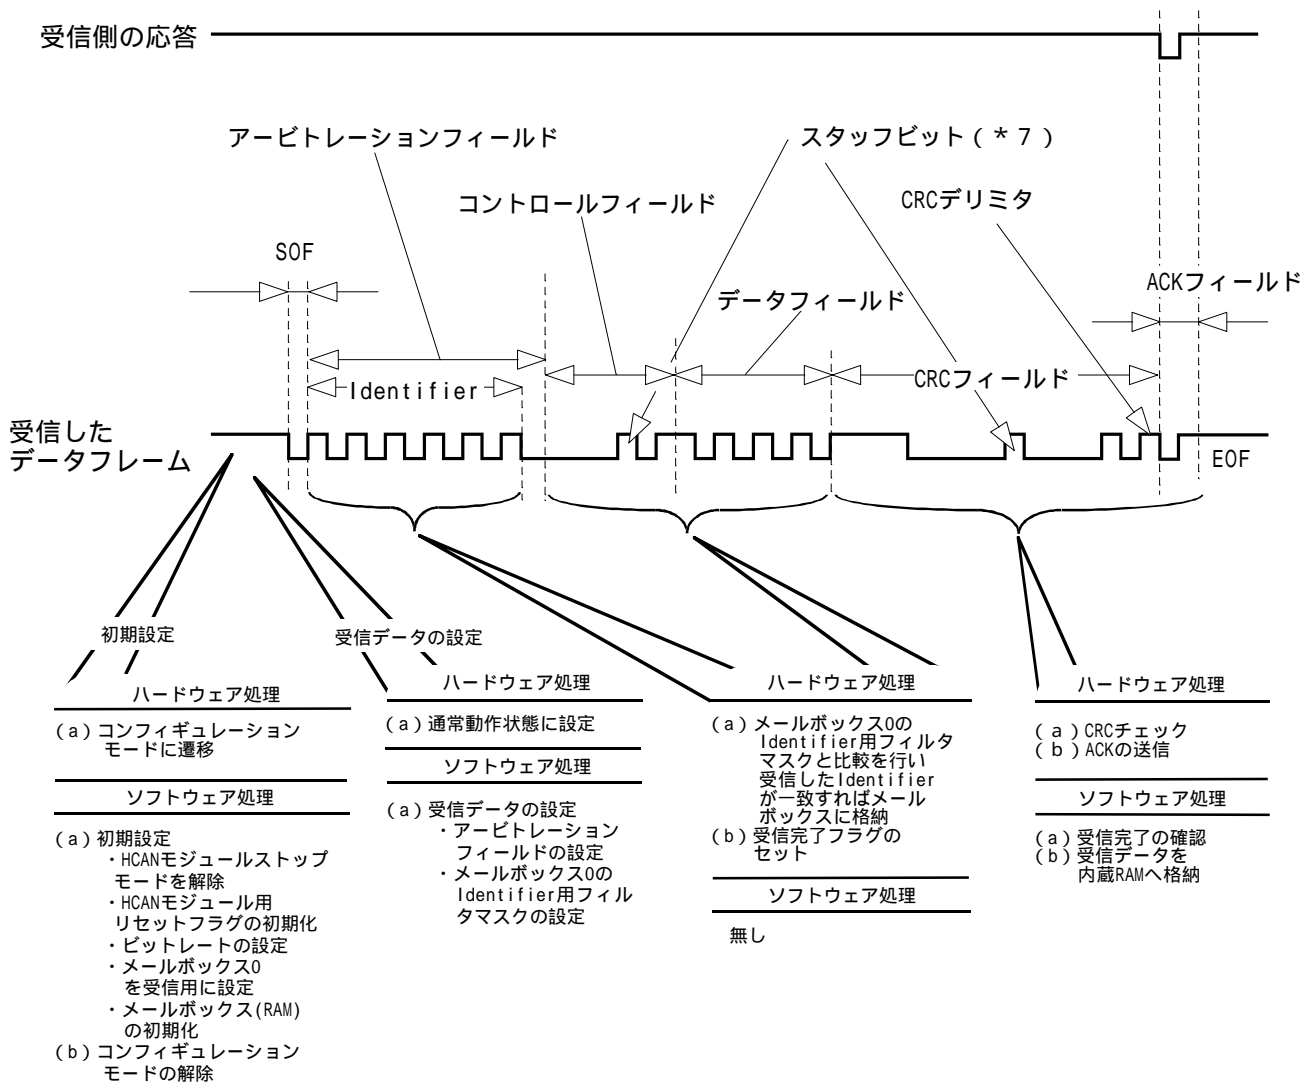 受信側の応答
アービトレーションフィールド
スタッフビット(*7)
コントロールフィールド
CRCデリミタ
SOF
ACKフィールド
データフィールド
Identifier
CRCフィールド
受信した
データフレーム
EOF
初期設定
ハードウェア処理
(a)コンフィギュレーション
モードに遷移
ソフトウェア処理
(a)初期設定
・HCANモジュールストップ
モードを解除
・HCANモジュール用
リセットフラグの初期化
・ビットレートの設定
・メールボックス0
を受信用に設定
・メールボックス(RAM)
の初期化
(b)コンフィギュレーション
モードの解除
受信データの設定
ハードウェア処理
(a)通常動作状態に設定
ソフトウェア処理
(a)受信データの設定
・アービトレーション
フィールドの設定
・メールボックス0の
Identifier用フィル
タマスクの設定
ハードウェア処理
(a)メールボックス0の
Identifier用フィルタ
マスクと比較を行い
受信したIdentifier
が一致すればメール
ボックスに格納
(b)受信完了フラグの
セット
ソフトウェア処理
無し
ハードウェア処理
(a)CRCチェック
(b)ACKの送信
ソフトウェア処理
(a)受信完了の確認
(b)受信データを
内蔵RAMへ格納